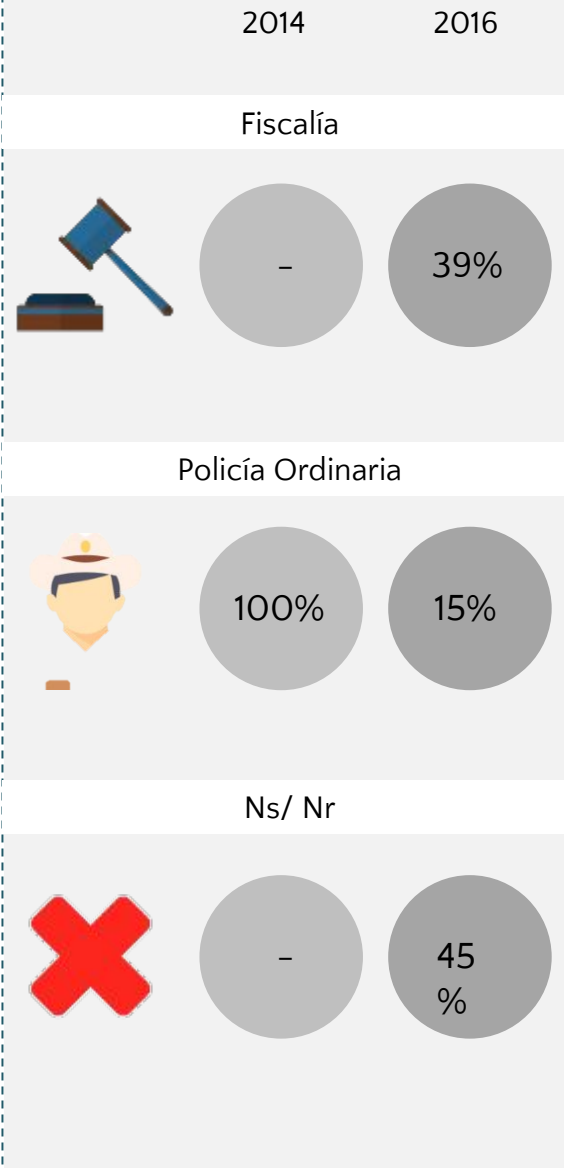 2014 2016
Fiscalía
- 39%
Policía Ordinaria
100% 15%
Ns/ Nr
- 45
%